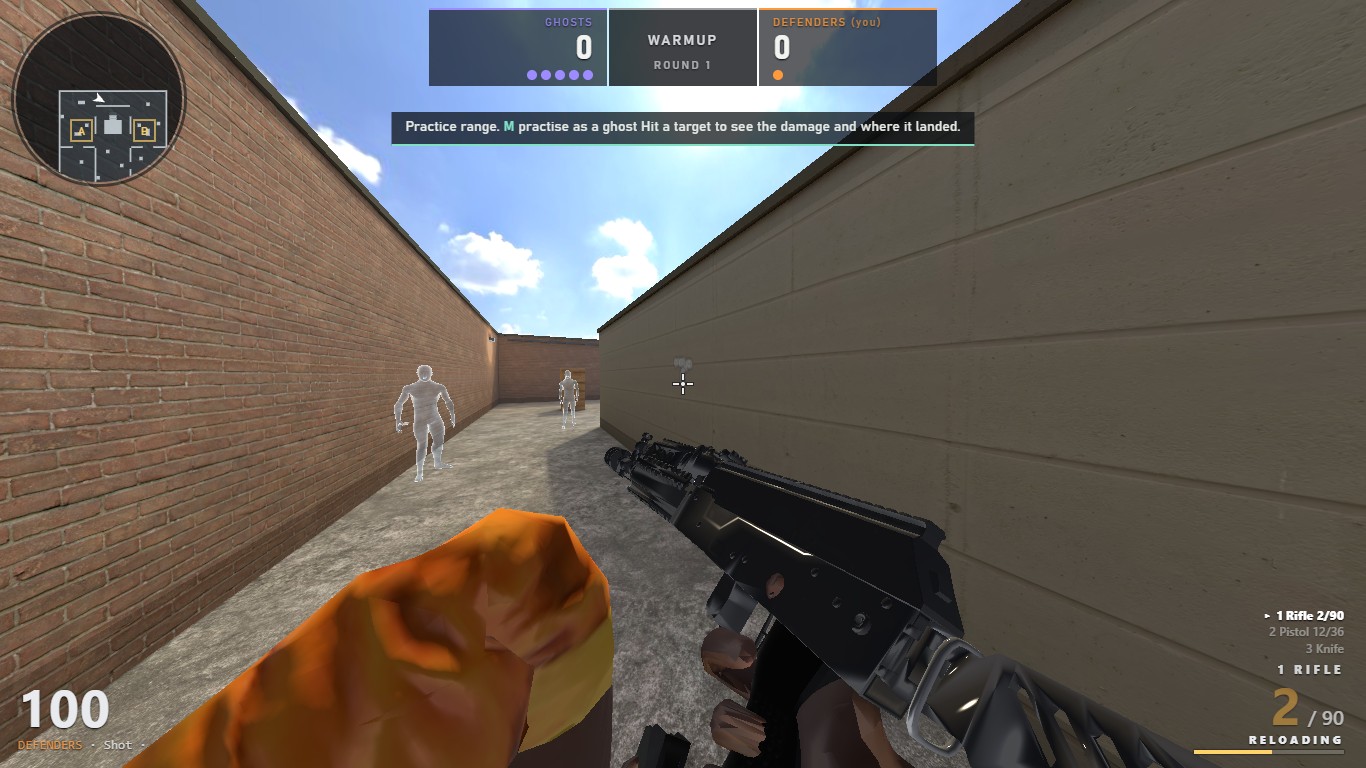 GHOSTS
0
WARMUP
ROUND 1
DEFENDERS (you)
0
Practice range. M practise as a ghost Hit a target to see the damage and where it landed.
A
B
1 Rifle 2/90
2 Pistol 12/36
3 Knife
1 RIFLE
2 / 90
RELOADING
100
DEFENDERS · Shot ·